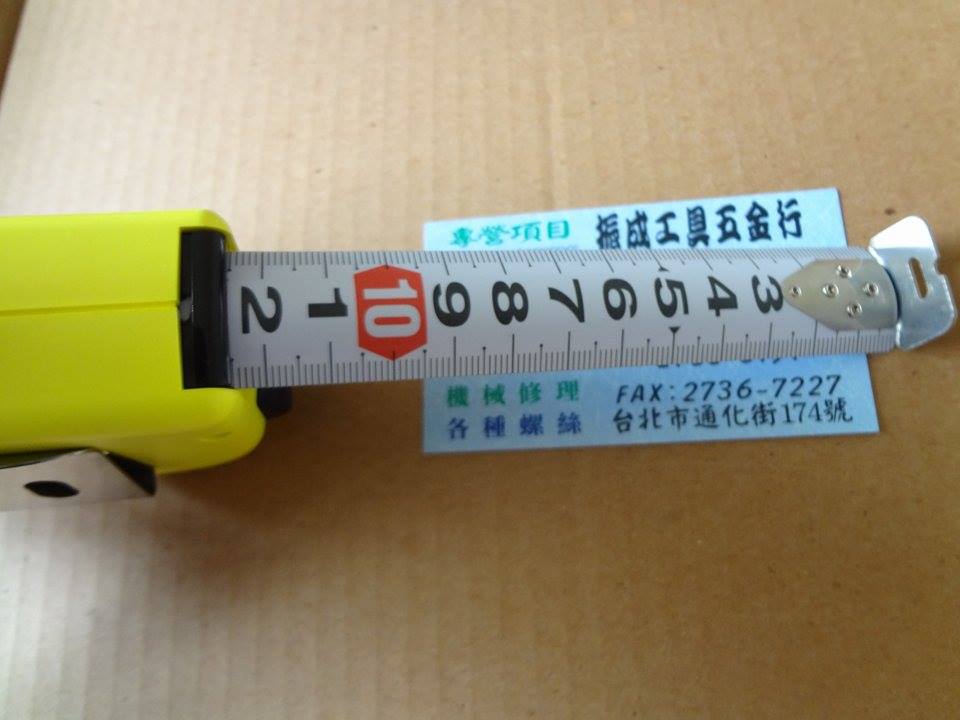 專營項目
振成工具五金行
2 1 10 9 8 7 6 5 4 3
機械修理
FAX:2736-7227
各種螺絲
台北市通化街174號